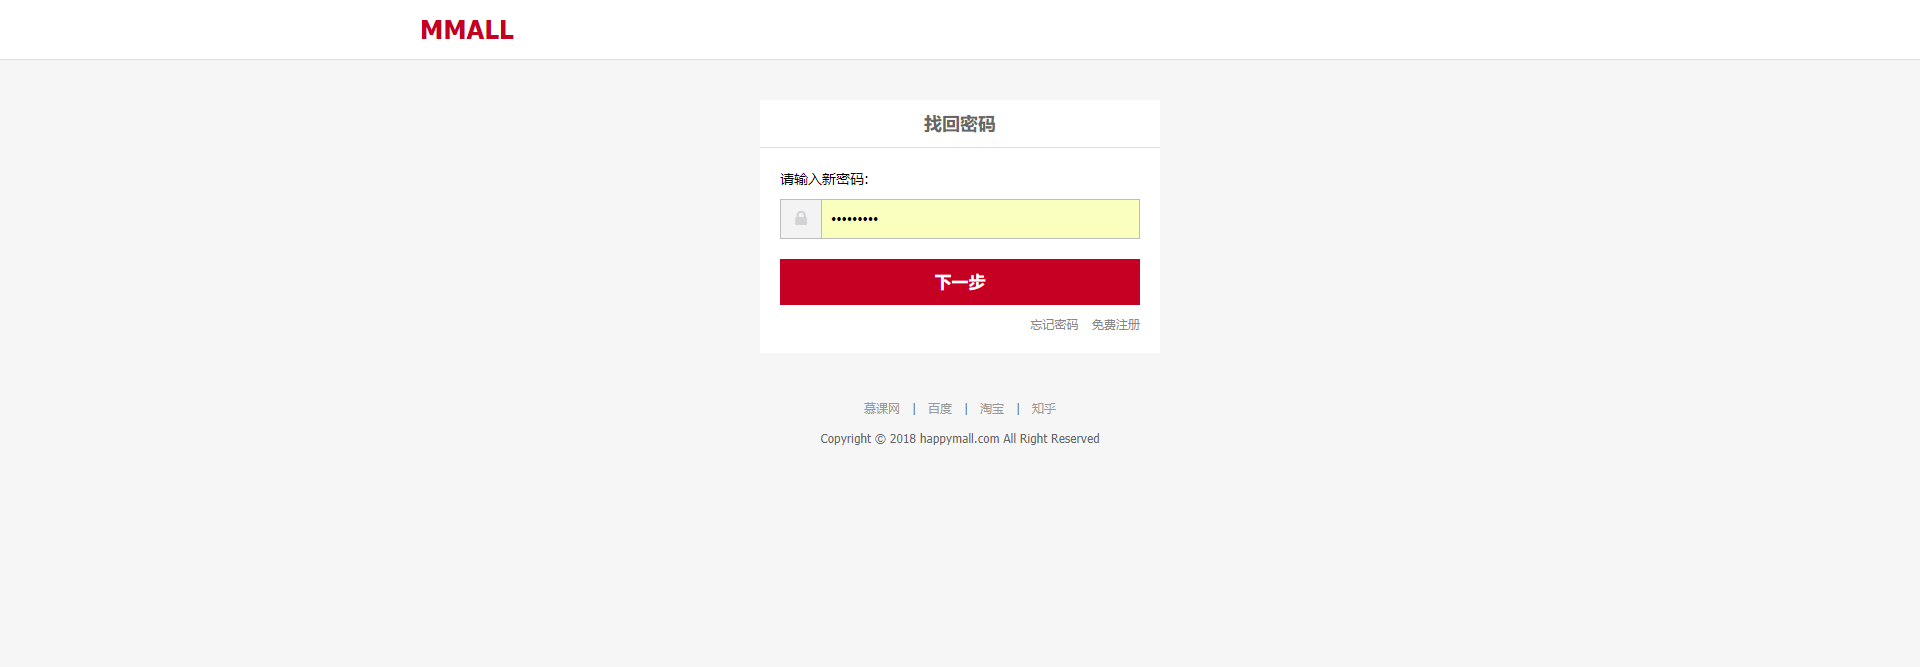 MMALL
找回密码
请输入新密码:
•••••••••
下一步
忘记密码 免费注册
慕课网 | 百度 | 淘宝 | 知乎
Copyright © 2018 happymall.com All Right Reserved